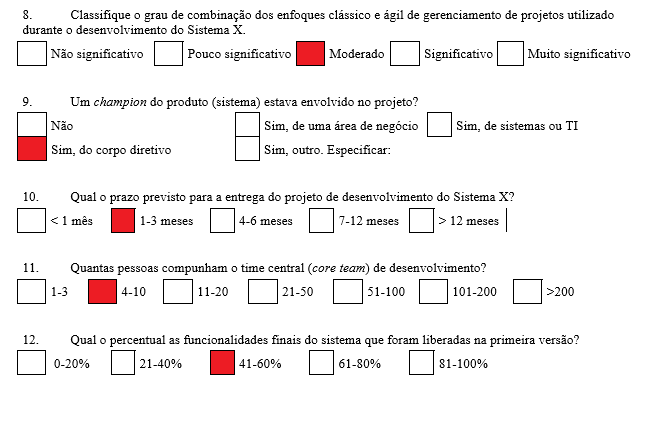 8. Classifique o grau de combinação dos enfoques clássico e ágil de gerenciamento de projetos utilizado
durante o desenvolvimento do Sistema X.
Não significativo Pouco significativo Moderado Significativo Muito significativo
9. Um champion do produto (sistema) estava envolvido no projeto?
Não Sim, de uma área de negócio Sim, de sistemas ou TI
Sim, do corpo diretivo Sim, outro. Especificar:
10. Qual o prazo previsto para a entrega do projeto de desenvolvimento do Sistema X?
< 1 mês 1-3 meses 4-6 meses 7-12 meses > 12 meses
11. Quantas pessoas compunham o time central (core team) de desenvolvimento?
1-3 4-10 11-20 21-50 51-100 101-200 >200
12. Qual o percentual as funcionalidades finais do sistema que foram liberadas na primeira versão?
0-20% 21-40% 41-60% 61-80% 81-100%